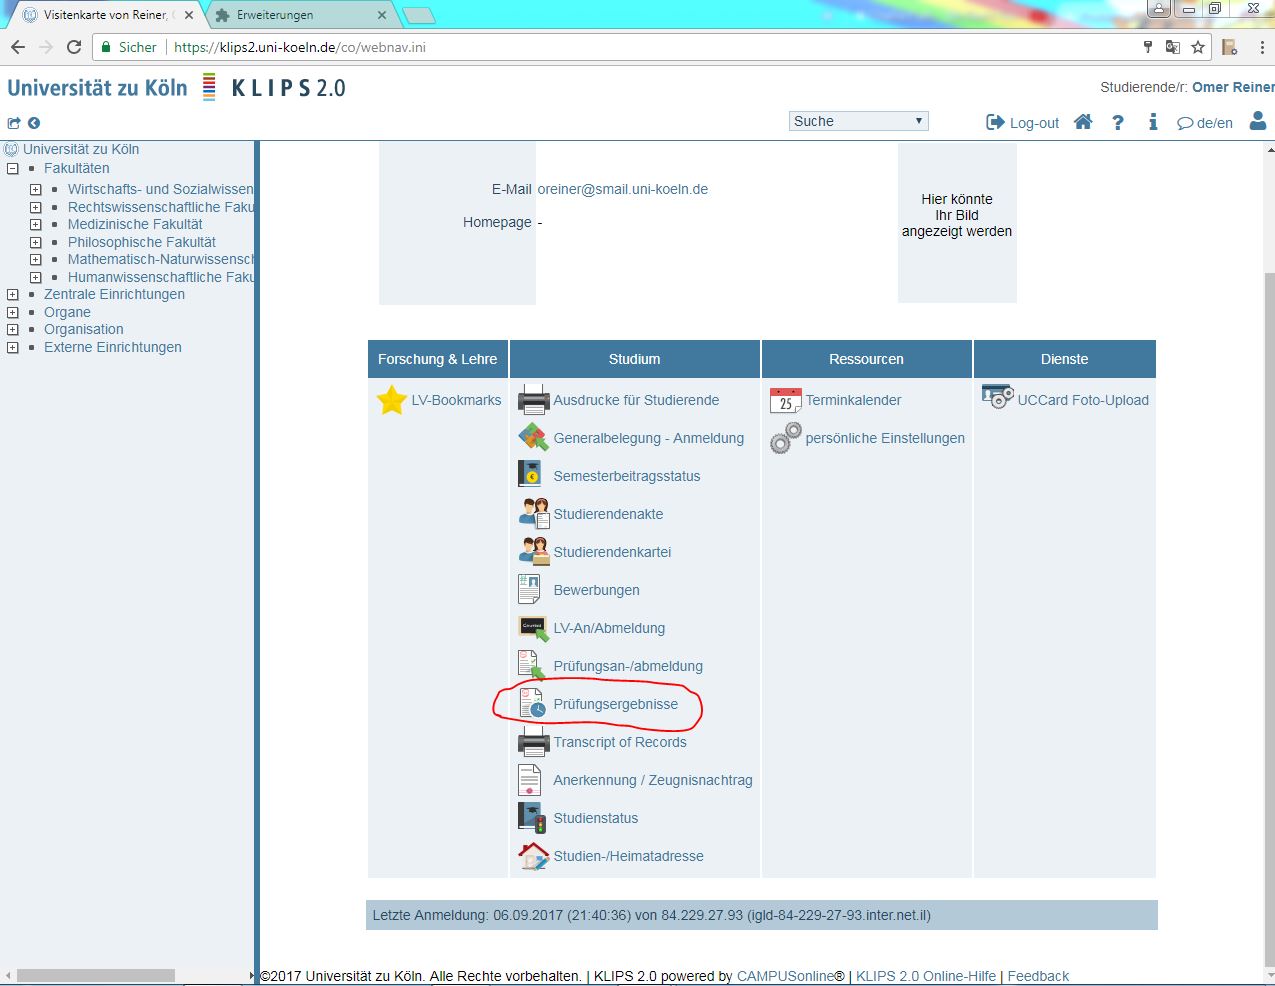 Visitenkarte von Reiner,
Erweiterungen
Sicher
https://klips2.uni-koeln.de/co/webnav.ini
Universität zu Köln KLIPS 2.0
Studierende/r: Omer Reiner
Suche
Log-out
? i de/en
Universität zu Köln
Fakultäten
Wirtschafts- und Sozialwissen
Rechtswissenschaftliche Faku
Medizinische Fakultät
Philosophische Fakultät
Mathematisch-Naturwissensch
Humanwissenschaftliche Faku
Zentrale Einrichtungen
Organe
Organisation
Externe Einrichtungen
E-Mail oreiner@smail.uni-koeln.de
Homepage -
Hier könnte
Ihr Bild
angezeigt werden
Forschung & Lehre
LV-Bookmarks
Studium
Ausdrucke für Studierende
Generalbelegung - Anmeldung
Semesterbeitragsstatus
Studierendenakte
Studierendenkartei
Bewerbungen
LV-An/Abmeldung
Prüfungsan-/abmeldung
Prüfungsergebnisse
Transcript of Records
Anerkennung / Zeugnisnachtrag
Studienstatus
Studien-/Heimatadresse
Ressourcen
25
Terminkalender
persönliche Einstellungen
Dienste
UCCard Foto-Upload
Letzte Anmeldung: 06.09.2017 (21:40:36) von 84.229.27.93 (igld-84-229-27-93.inter.net.il)
©2017 Universität zu Köln. Alle Rechte vorbehalten. | KLIPS 2.0 powered by CAMPUSonline® | KLIPS 2.0 Online-Hilfe | Feedback